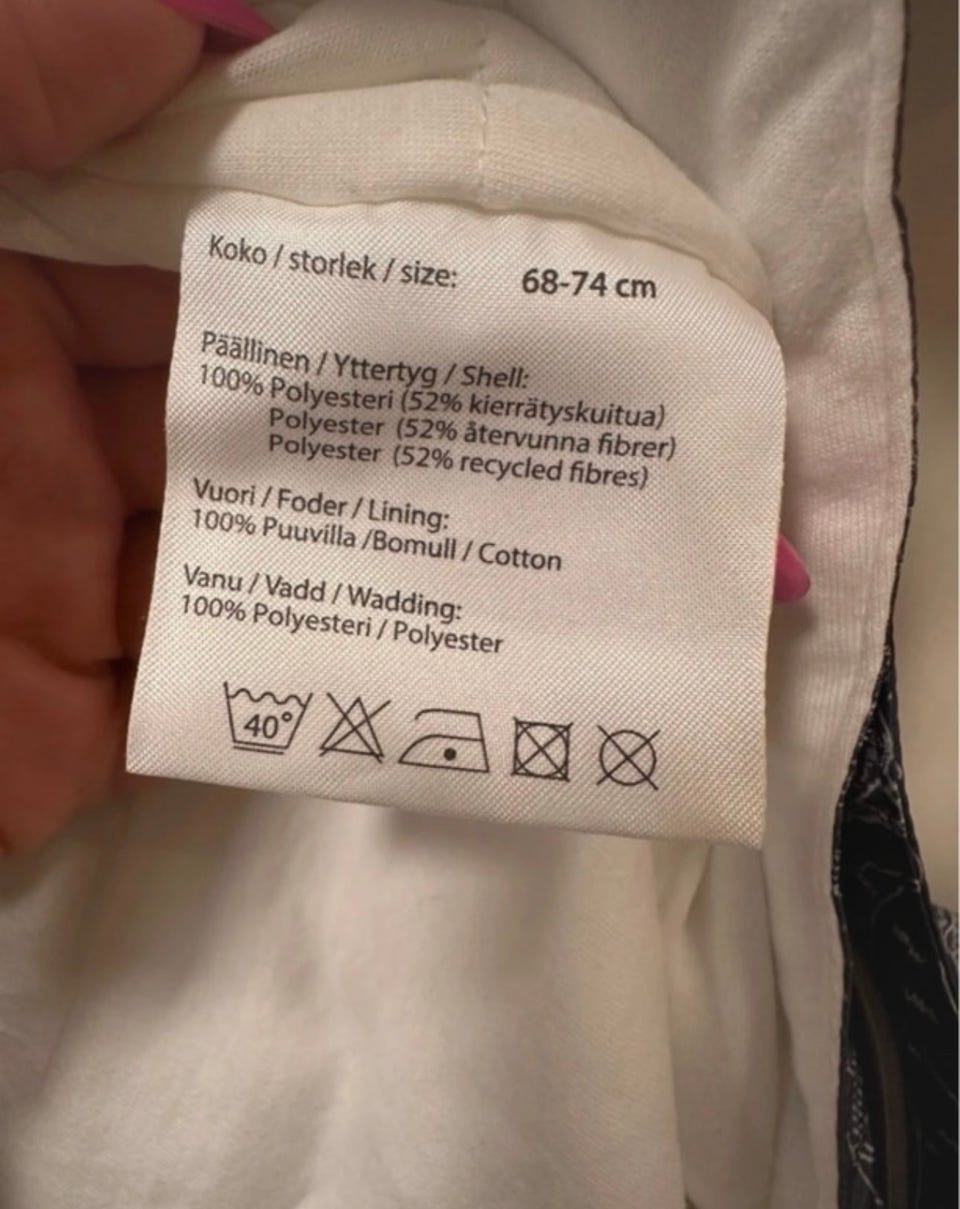 Koko / storlek / size: 68-74 cm
Päällinen / Yttertyg / Shell:
100% Polyesteri (52% kierrätyskuitua)
Polyester (52% återvunna fibrer)
Polyester (52% recycled fibres)
Vuori / Foder / Lining:
100% Puuvilla /Bomull / Cotton
Vanu / Vadd / Wadding:
100% Polyesteri / Polyester
40°